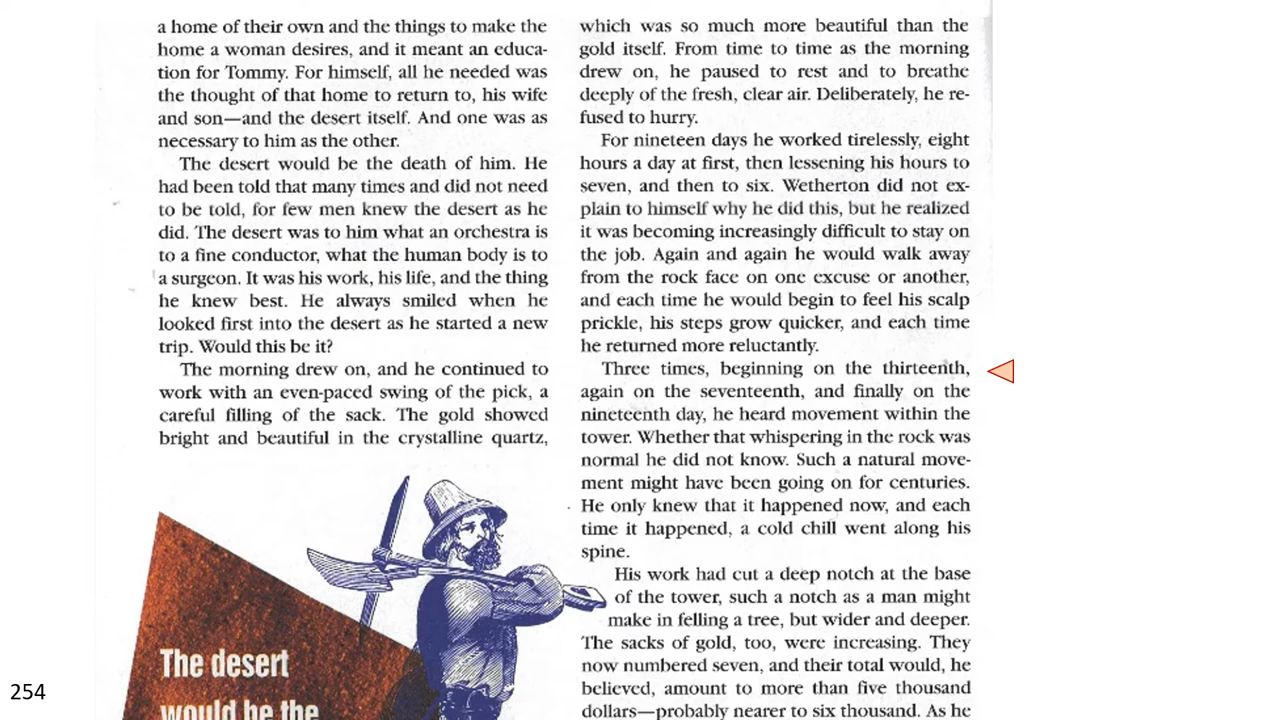 a home of their own and the things to make the
home a woman desires, and it meant an educa-
tion for Tommy. For himself, all he needed was
the thought of that home to return to, his wife
and son—and the desert itself. And one was as
necessary to him as the other.
The desert would be the death of him. He
had been told that many times and did not need
to be told, for few men knew the desert as he
did. The desert was to him what an orchestra is
to a fine conductor, what the human body is to
a surgeon. It was his work, his life, and the thing
he knew best. He always smiled when he
looked first into the desert as he started a new
trip. Would this be it?
The morning drew on, and he continued to
work with an even-paced swing of the pick, a
careful filling of the sack. The gold showed
bright and beautiful in the crystalline quartz,
The desert
would be the
which was so much more beautiful than the
gold itself. From time to time as the morning
drew on, he paused to rest and to breathe
deeply of the fresh, clear air. Deliberately, he re-
fused to hurry.
For nineteen days he worked tirelessly, eight
hours a day at first, then lessening his hours to
seven, and then to six. Wetherton did not ex-
plain to himself why he did this, but he realized
it was becoming increasingly difficult to stay on
the job. Again and again he would walk away
from the rock face on one excuse or another,
and each time he would begin to feel his scalp
prickle, his steps grow quicker, and each time
he returned more reluctantly.
Three times, beginning on the thirteenth,
again on the seventeenth, and finally on the
nineteenth day, he heard movement within the
tower. Whether that whispering in the rock was
normal he did not know. Such a natural move-
ment might have been going on for centuries.
He only knew that it happened now, and each
time it happened, a cold chill went along his
spine.
His work had cut a deep notch at the base
of the tower, such a notch as a man might
make in felling a tree, but wider and deeper.
The sacks of gold, too, were increasing. They
now numbered seven, and their total would, he
believed, amount to more than five thousand
dollars—probably nearer to six thousand. As he
254